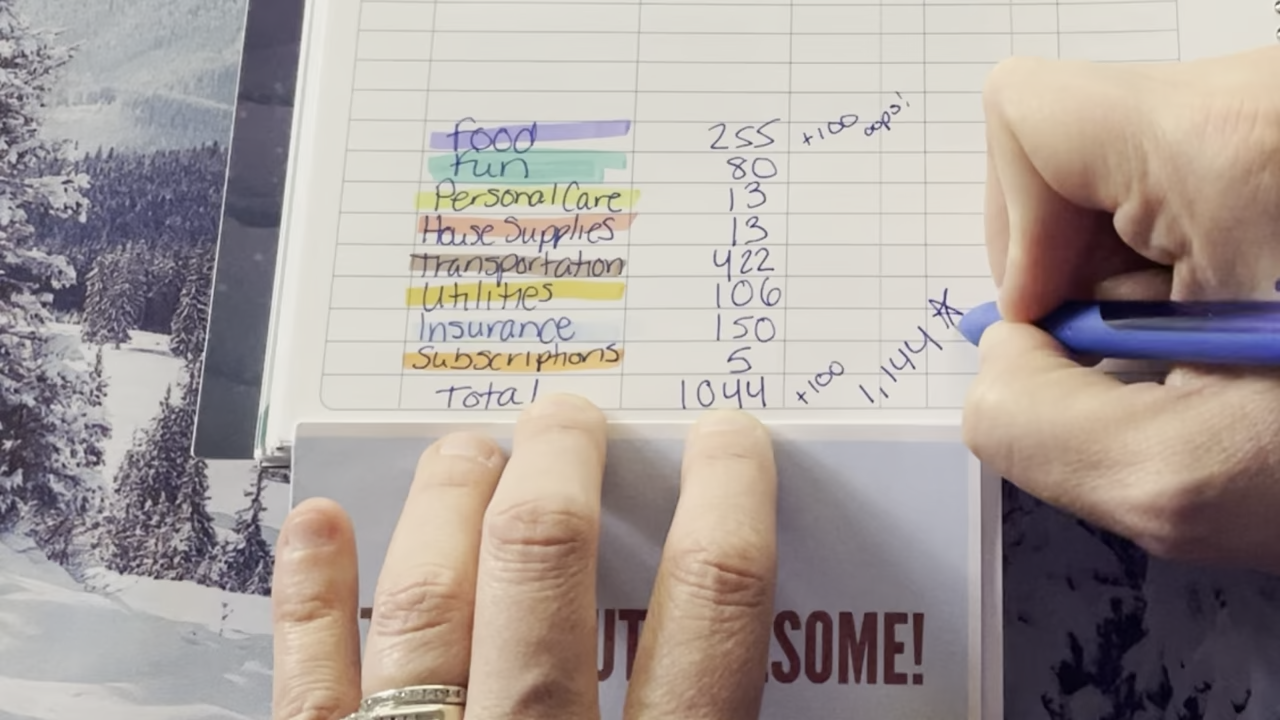 food 255 +100 oops!
fun 80
Personal Care 13
House Supplies 13
Transportation 422
Utilities 106
Insurance 150
Subscriptions 5
Total 1044 +100 1,144 ☆
SOME!